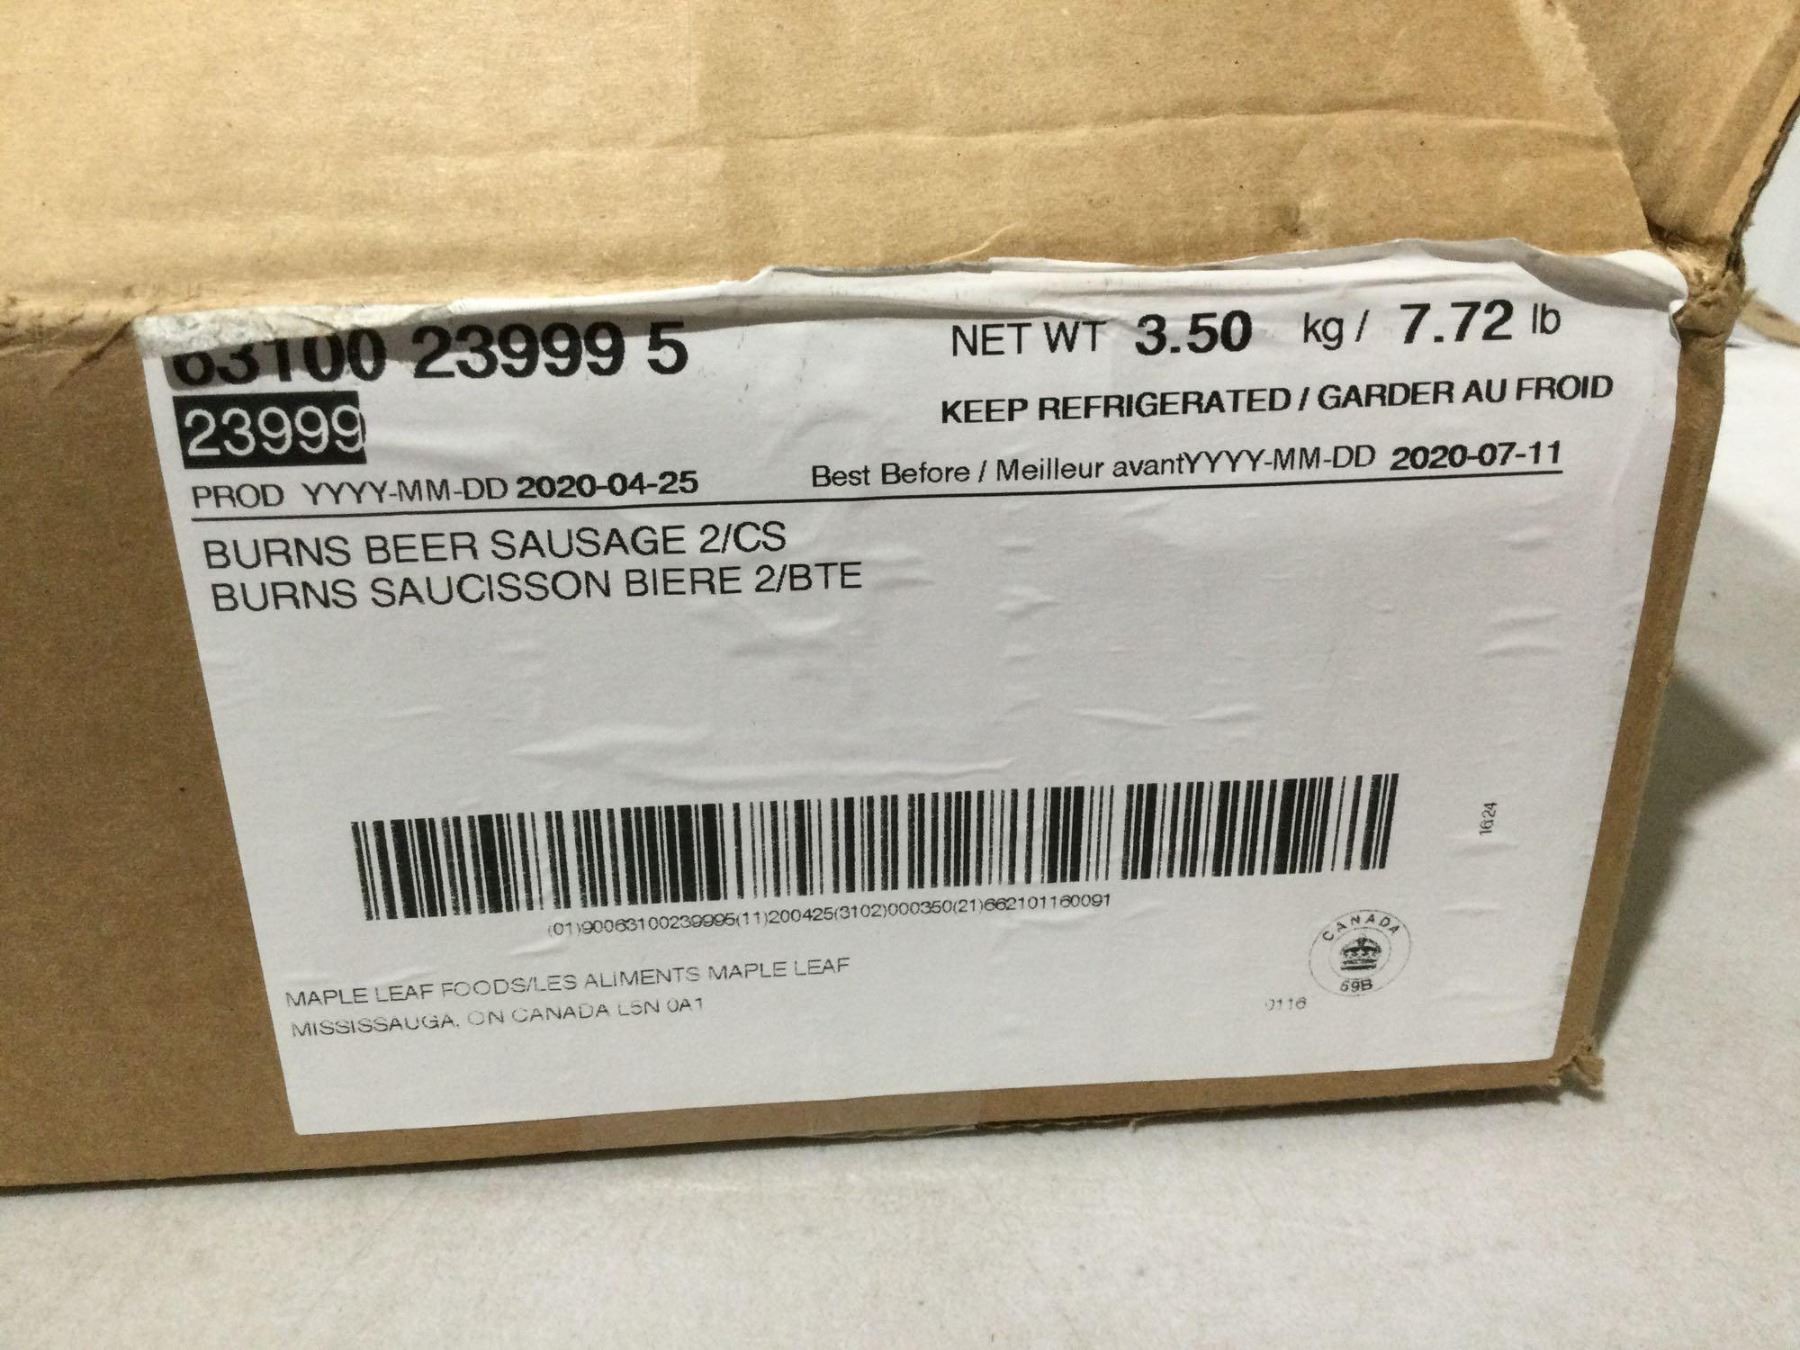 63100 23999 5
NET WT 3.50 kg / 7.72 lb
23999
KEEP REFRIGERATED / GARDER AU FROID
PROD YYYY-MM-DD 2020-04-25
Best Before / Meilleur avantYYYY-MM-DD 2020-07-11
BURNS BEER SAUSAGE 2/CS
BURNS SAUCISSON BIERE 2/BTE
1624
(01)90063100239995(11)200425(3102)000350(21)662101160091
MAPLE LEAF FOODS/LES ALIMENTS MAPLE LEAF
MISSISSAUGA, ON CANADA L5N 0A1
CANADA
69B
0116